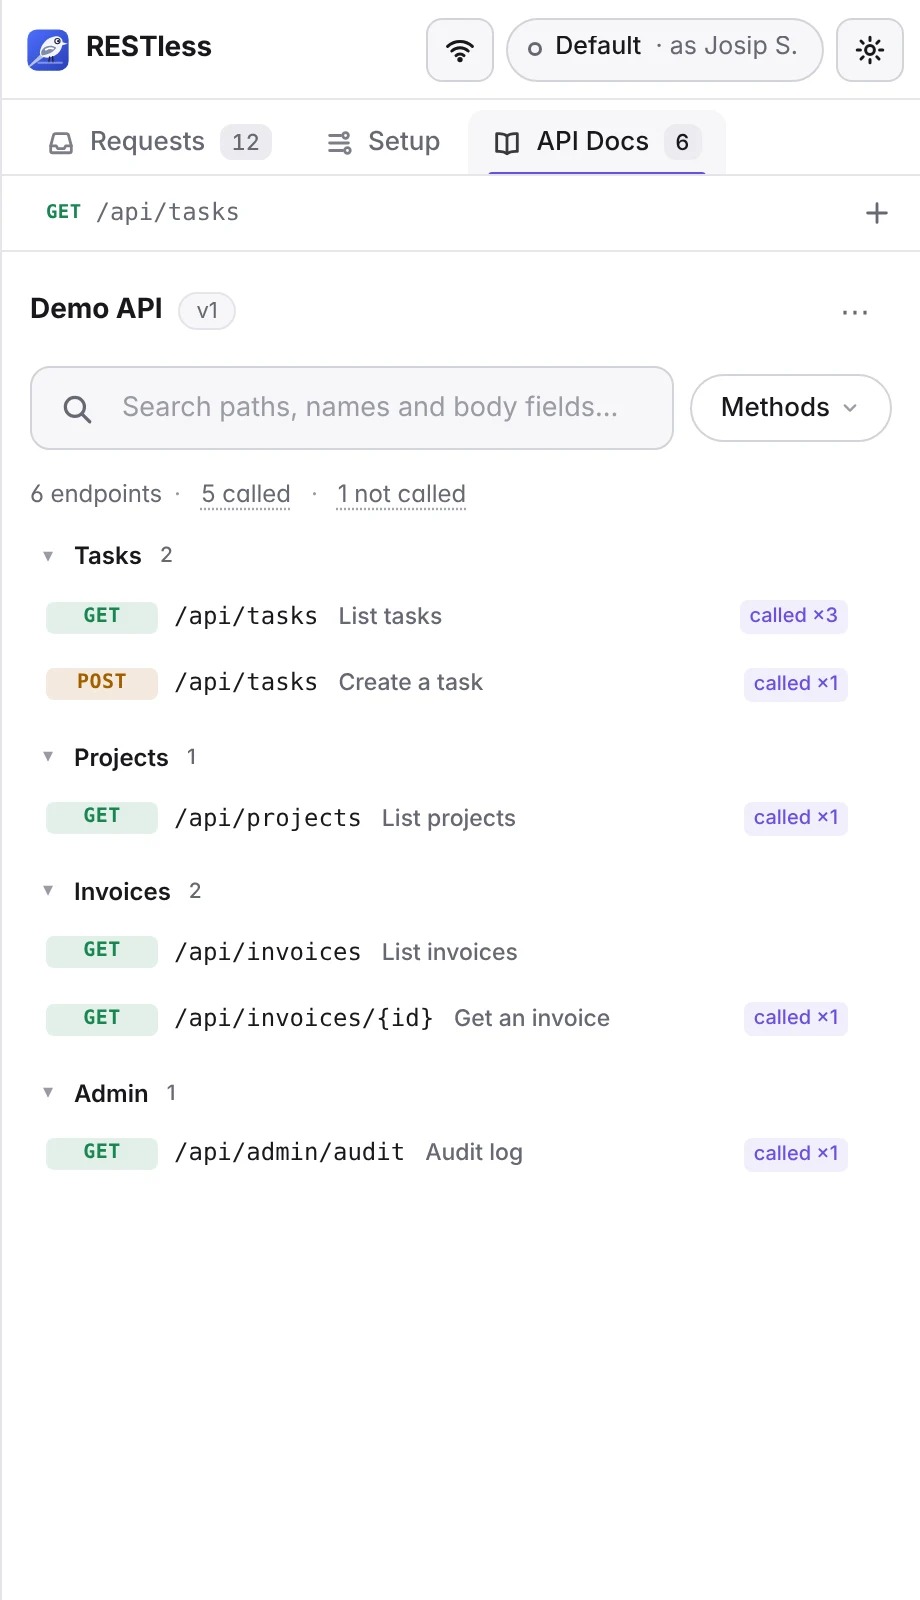 RESTless
Default · as Josip S.
Requests 12
Setup
API Docs 6
GET /api/tasks
Demo API v1
Search paths, names and body fields...
Methods
6 endpoints · 5 called · 1 not called
Tasks 2
GET /api/tasks List tasks called ×3
POST /api/tasks Create a task called ×1
Projects 1
GET /api/projects List projects called ×1
Invoices 2
GET /api/invoices List invoices
GET /api/invoices/{id} Get an invoice called ×1
Admin 1
GET /api/admin/audit Audit log called ×1